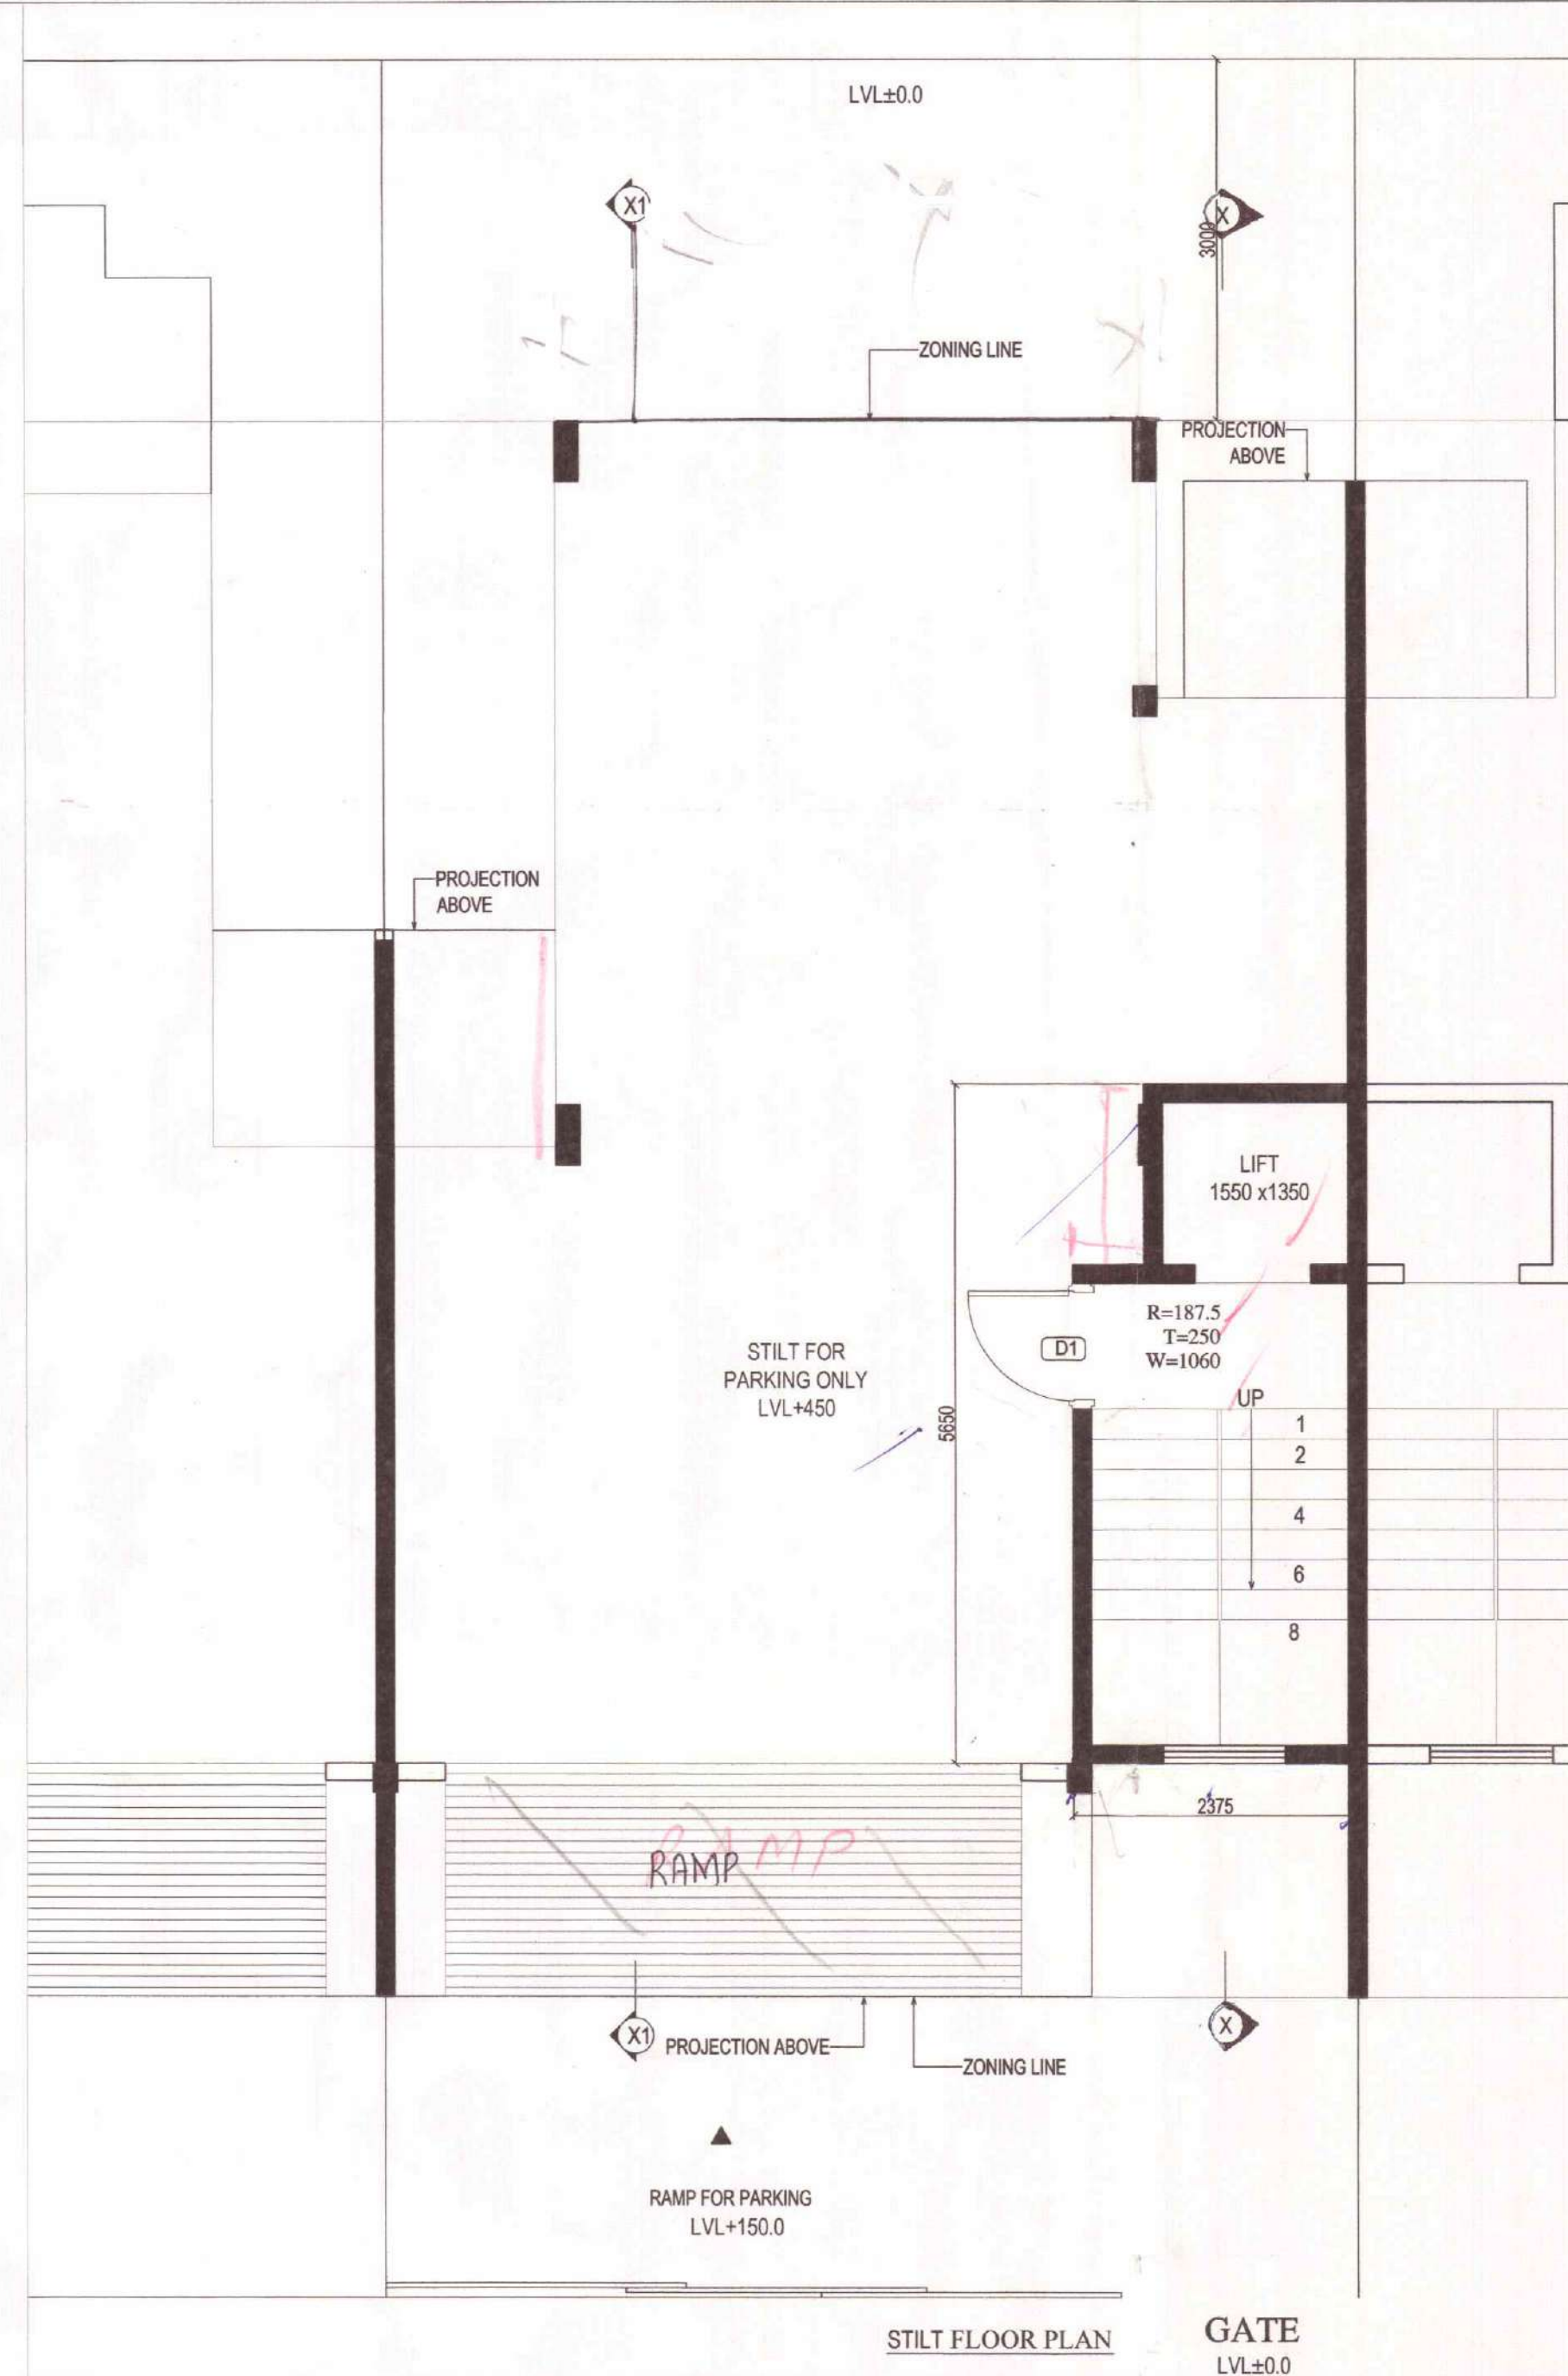 LVL±0.0
X1
X
3000
ZONING LINE
PROJECTION
ABOVE
PROJECTION
ABOVE
LIFT
1550 x1350
R=187.5
T=250
W=1060
D1
STILT FOR
PARKING ONLY
LVL+450
5650
UP
1
2
4
6
8
2375
RAMP
RAMP
X1
PROJECTION ABOVE
X
ZONING LINE
RAMP FOR PARKING
LVL+150.0
STILT FLOOR PLAN
GATE
LVL±0.0